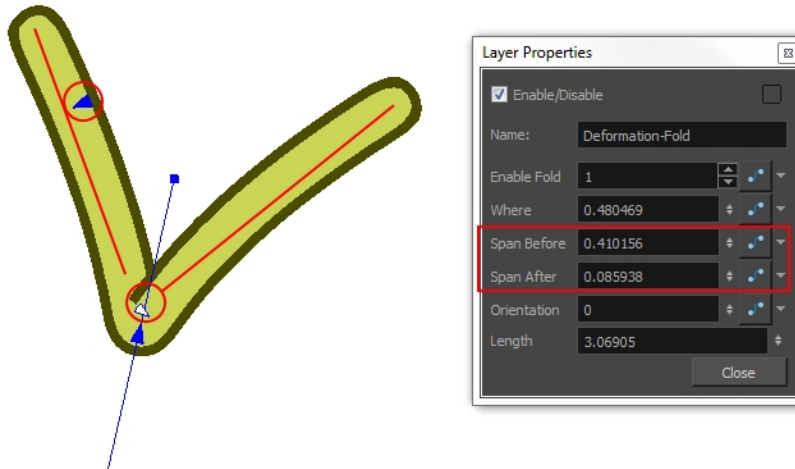 Layer Properties
Enable/Disable
Name: Deformation-Fold
Enable Fold 1
Where 0.480469
Span Before 0.410156
Span After 0.085938
Orientation 0
Length 3.06905
Close